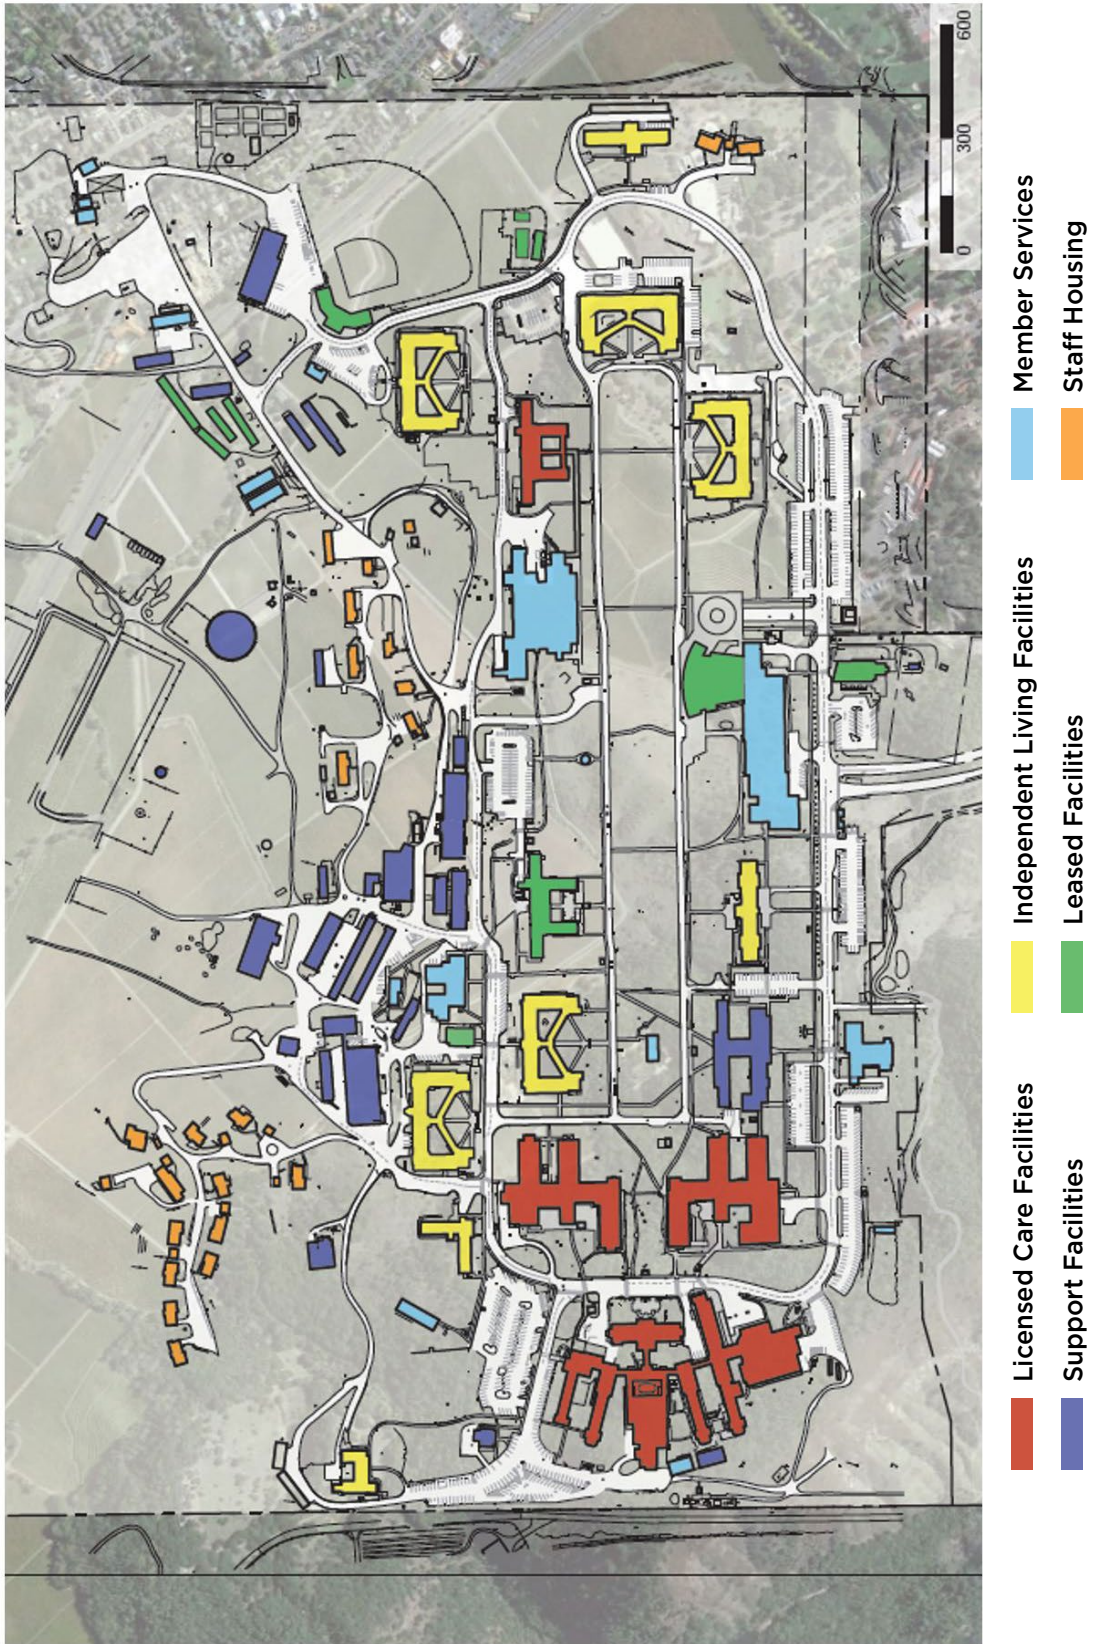 0 300 600
Licensed Care Facilities
Independent Living Facilities
Member Services
Support Facilities
Leased Facilities
Staff Housing